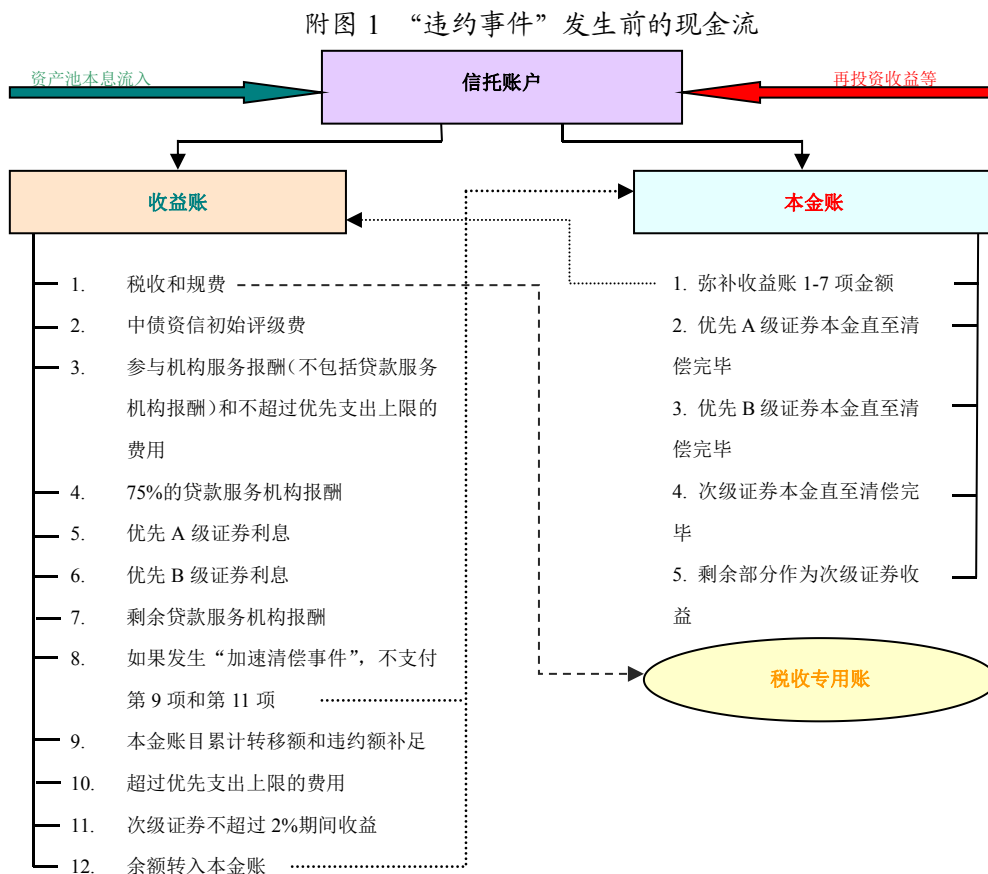 附图 1 “违约事件”发生前的现金流
资产池本息流入
信托账户
再投资收益等
收益账
本金账
1. 税收和规费
2. 中债资信初始评级费
3. 参与机构服务报酬（不包括贷款服务
机构报酬）和不超过优先支出上限的
费用
4. 75%的贷款服务机构报酬
5. 优先 A 级证券利息
6. 优先 B 级证券利息
7. 剩余贷款服务机构报酬
8. 如果发生“加速清偿事件”，不支付
第 9 项和第 11 项
9. 本金账目累计转移额和违约额补足
10. 超过优先支出上限的费用
11. 次级证券不超过 2%期间收益
12. 余额转入本金账
1. 弥补收益账 1-7 项金额
2. 优先 A 级证券本金直至清
偿完毕
3. 优先 B 级证券本金直至清
偿完毕
4. 次级证券本金直至清偿完
毕
5. 剩余部分作为次级证券收
益
税收专用账